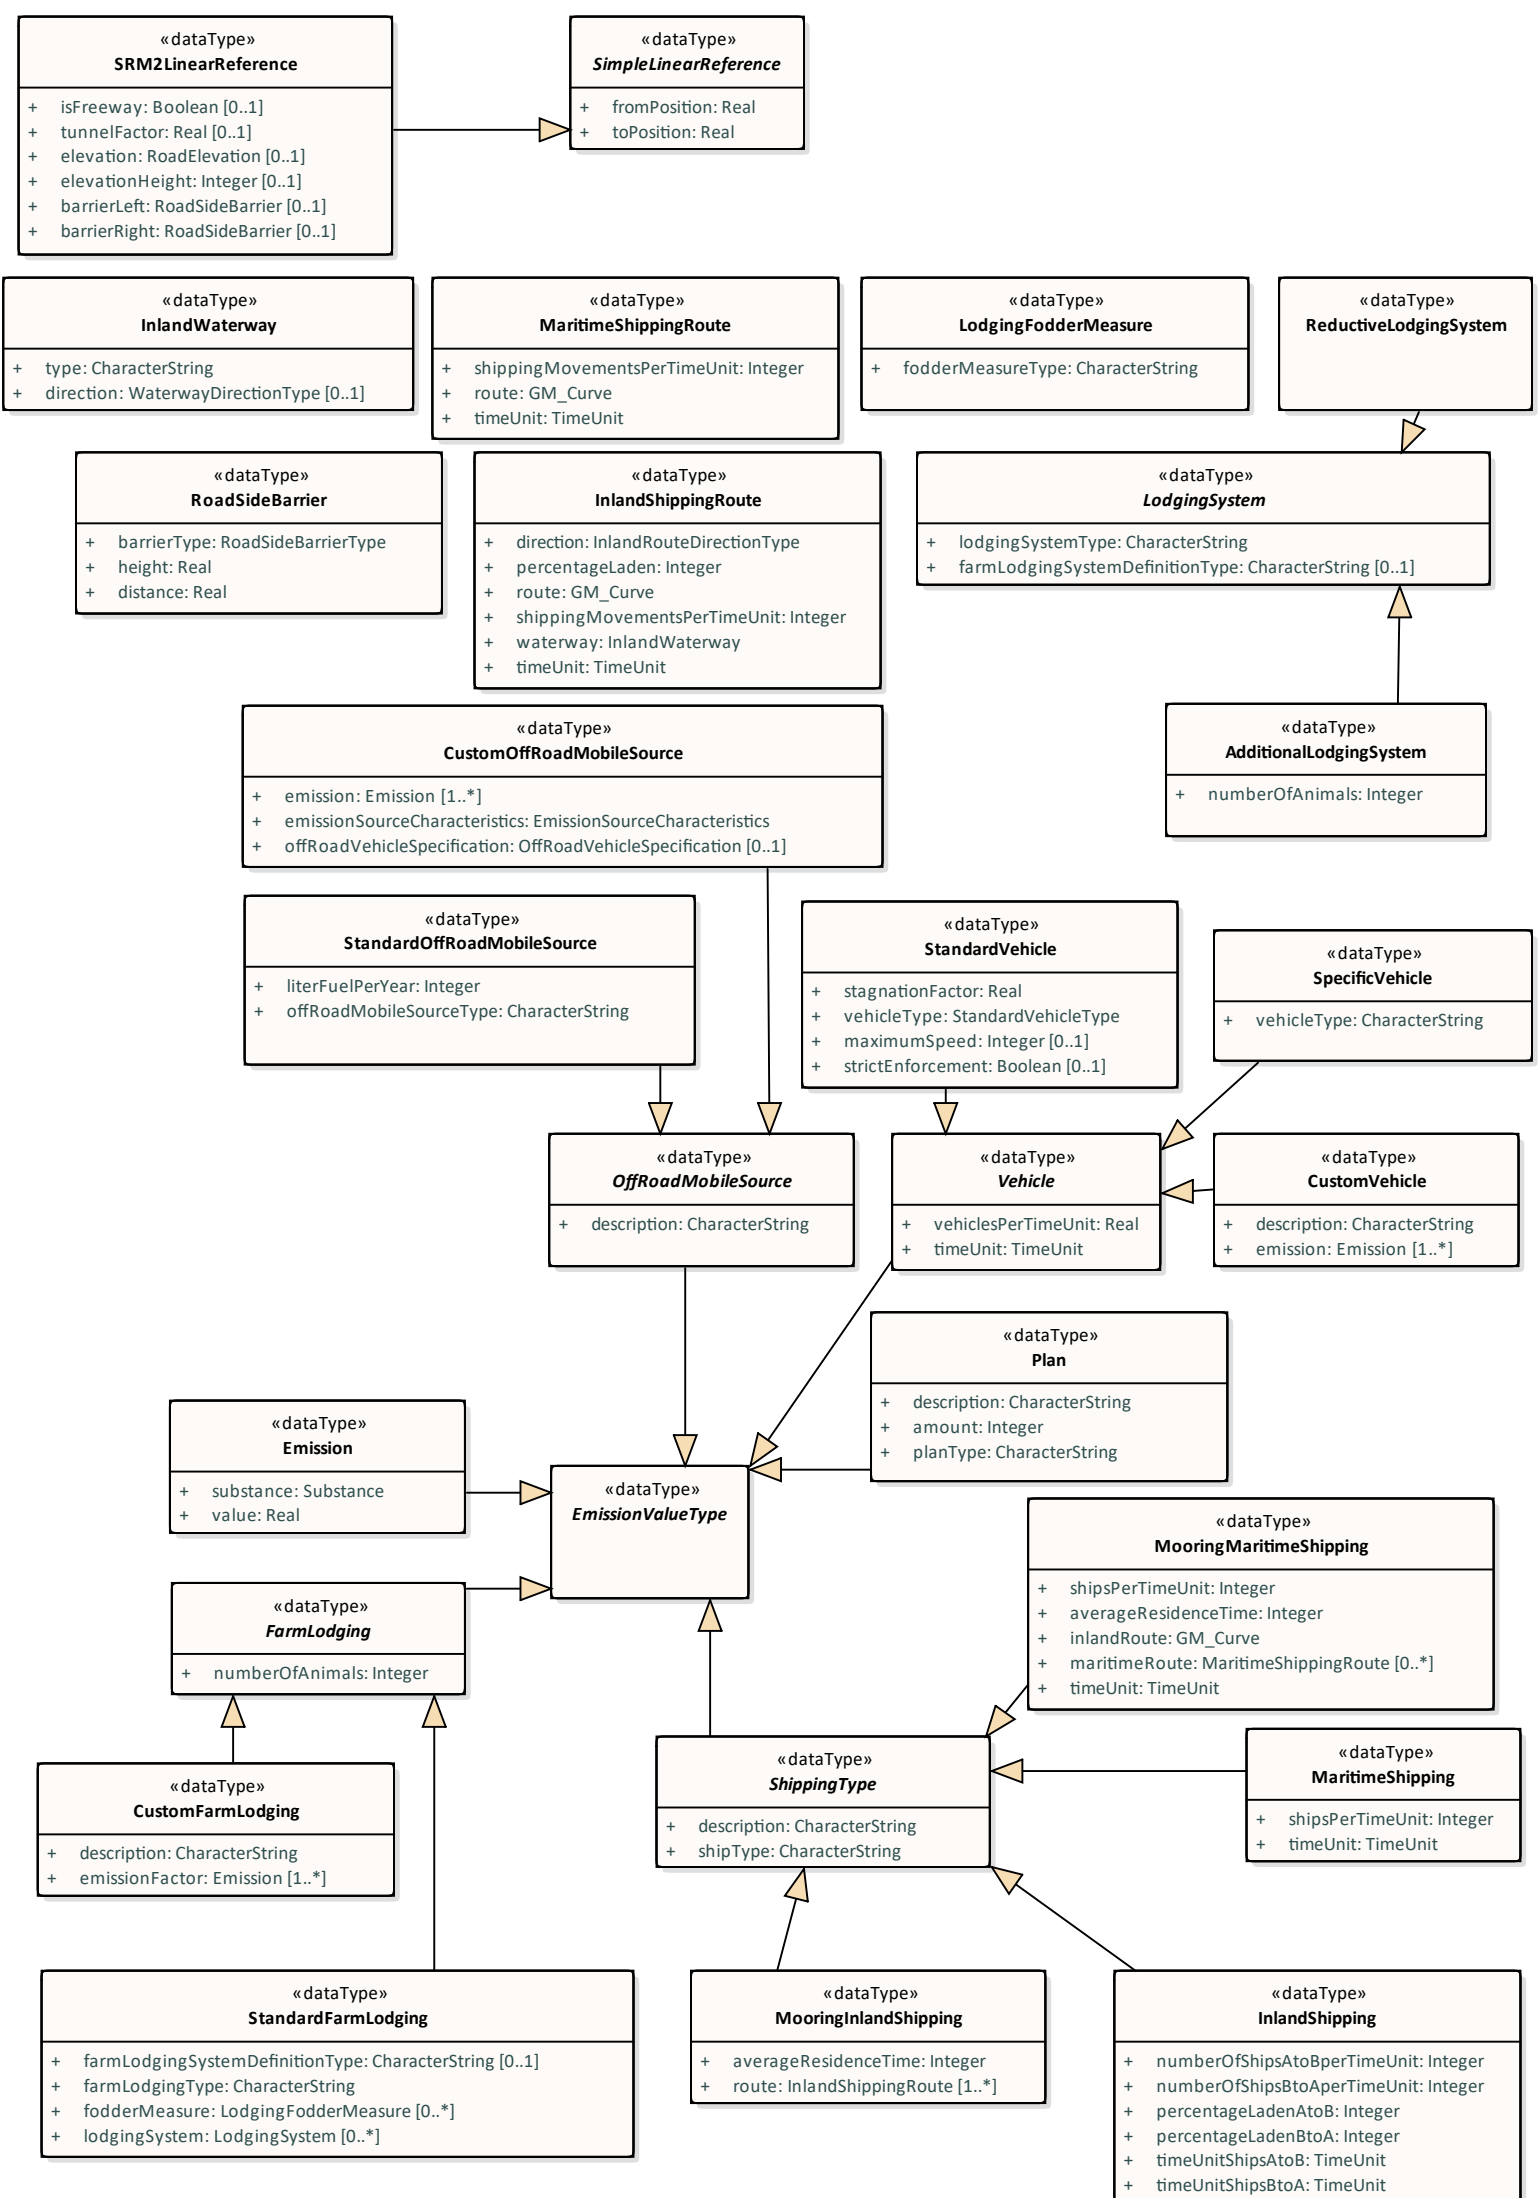 «dataType»
SRM2LinearReference
+ isFreeway: Boolean [0..1]
+ tunnelFactor: Real [0..1]
+ elevation: RoadElevation [0..1]
+ elevationHeight: Integer [0..1]
+ barrierLeft: RoadSideBarrier [0..1]
+ barrierRight: RoadSideBarrier [0..1]
«dataType»
SimpleLinearReference
+ fromPosition: Real
+ toPosition: Real
«dataType»
InlandWaterway
+ type: CharacterString
+ direction: WaterwayDirectionType [0..1]
«dataType»
MaritimeShippingRoute
+ shippingMovementsPerTimeUnit: Integer
+ route: GM_Curve
+ timeUnit: TimeUnit
«dataType»
LodgingFodderMeasure
+ fodderMeasureType: CharacterString
«dataType»
ReductiveLodgingSystem
«dataType»
RoadSideBarrier
+ barrierType: RoadSideBarrierType
+ height: Real
+ distance: Real
«dataType»
InlandShippingRoute
+ direction: InlandRouteDirectionType
+ percentageLaden: Integer
+ route: GM_Curve
+ shippingMovementsPerTimeUnit: Integer
+ waterway: InlandWaterway
+ timeUnit: TimeUnit
«dataType»
LodgingSystem
+ lodgingSystemType: CharacterString
+ farmLodgingSystemDefinitionType: CharacterString [0..1]
«dataType»
CustomOffRoadMobileSource
+ emission: Emission [1..*]
+ emissionSourceCharacteristics: EmissionSourceCharacteristics
+ offRoadVehicleSpecification: OffRoadVehicleSpecification [0..1]
«dataType»
AdditionalLodgingSystem
+ numberOfAnimals: Integer
«dataType»
StandardOffRoadMobileSource
+ literFuelPerYear: Integer
+ offRoadMobileSourceType: CharacterString
«dataType»
StandardVehicle
+ stagnationFactor: Real
+ vehicleType: StandardVehicleType
+ maximumSpeed: Integer [0..1]
+ strictEnforcement: Boolean [0..1]
«dataType»
SpecificVehicle
+ vehicleType: CharacterString
«dataType»
OffRoadMobileSource
+ description: CharacterString
«dataType»
Vehicle
+ vehiclesPerTimeUnit: Real
+ timeUnit: TimeUnit
«dataType»
CustomVehicle
+ description: CharacterString
+ emission: Emission [1..*]
«dataType»
Plan
+ description: CharacterString
+ amount: Integer
+ planType: CharacterString
«dataType»
Emission
+ substance: Substance
+ value: Real
«dataType»
EmissionValueType
«dataType»
MooringMaritimeShipping
+ shipsPerTimeUnit: Integer
+ averageResidenceTime: Integer
+ inlandRoute: GM_Curve
+ maritimeRoute: MaritimeShippingRoute [0..*]
+ timeUnit: TimeUnit
«dataType»
FarmLodging
+ numberOfAnimals: Integer
«dataType»
ShippingType
+ description: CharacterString
+ shipType: CharacterString
«dataType»
MaritimeShipping
+ shipsPerTimeUnit: Integer
+ timeUnit: TimeUnit
«dataType»
CustomFarmLodging
+ description: CharacterString
+ emissionFactor: Emission [1..*]
«dataType»
StandardFarmLodging
+ farmLodgingSystemDefinitionType: CharacterString [0..1]
+ farmLodgingType: CharacterString
+ fodderMeasure: LodgingFodderMeasure [0..*]
+ lodgingSystem: LodgingSystem [0..*]
«dataType»
MooringInlandShipping
+ averageResidenceTime: Integer
+ route: InlandShippingRoute [1..*]
«dataType»
InlandShipping
+ numberOfShipsAtoBperTimeUnit: Integer
+ numberOfShipsBtoAperTimeUnit: Integer
+ percentageLadenAtoB: Integer
+ percentageLadenBtoA: Integer
+ timeUnitShipsAtoB: TimeUnit
+ timeUnitShipsBtoA: TimeUnit